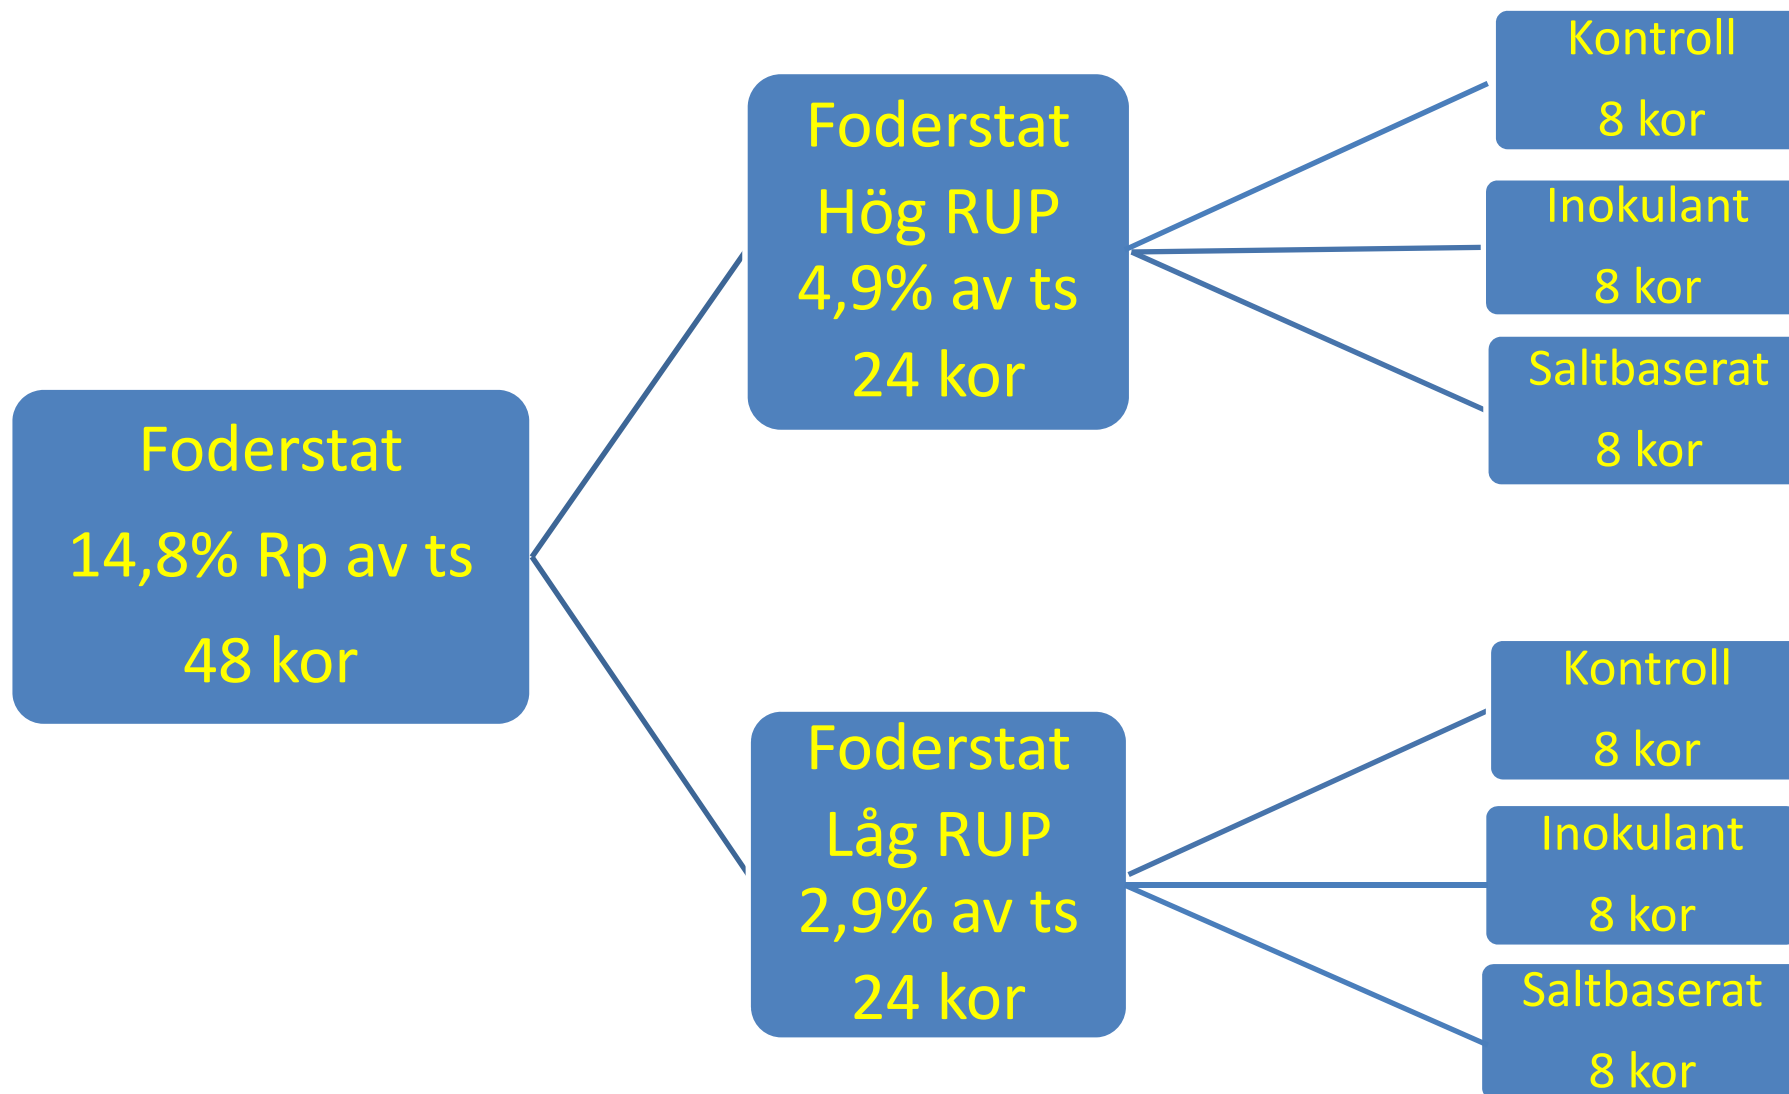 Foderstat
14,8% Rp av ts
48 kor
Foderstat
Hög RUP
4,9% av ts
24 kor
Kontroll
8 kor
Inokulant
8 kor
Saltbaserat
8 kor
Foderstat
Låg RUP
2,9% av ts
24 kor
Kontroll
8 kor
Inokulant
8 kor
Saltbaserat
8 kor